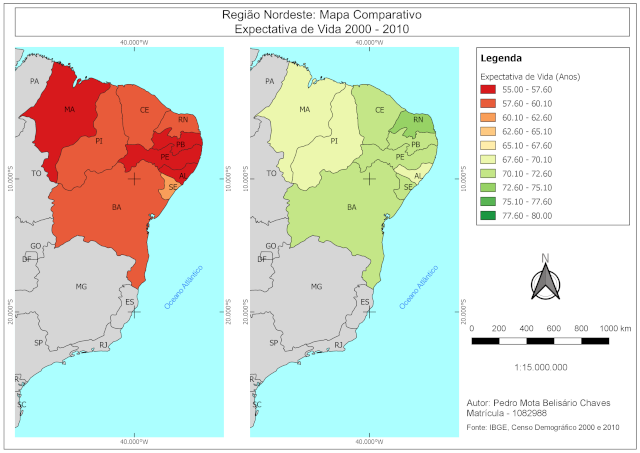 Região Nordeste: Mapa Comparativo
Expectativa de Vida 2000 - 2010
40.000°W
40.000°W
PA
MA
CE
RN
PI
PB
PE
AL
SE
TO
BA
GO
DF
MG
ES
SP
RJ
SC
10.000°S
20.000°S
Oceano Atlântico
40.000°W
PA
MA
CE
RN
PI
PB
PE
AL
SE
TO
BA
GO
DF
MG
ES
SP
RJ
SC
10.000°S
20.000°S
Oceano Atlântico
40.000°W
Legenda
Expectativa de Vida (Anos)
55.00 - 57.60
57.60 - 60.10
60.10 - 62.60
62.60 - 65.10
65.10 - 67.60
67.60 - 70.10
70.10 - 72.60
72.60 - 75.10
75.10 - 77.60
77.60 - 80.00
N
0 200 400 600 800 1000 km
1:15.000.000
Autor: Pedro Mota Belisário Chaves
Matrícula - 1082988
Fonte: IBGE, Censo Demográfico 2000 e 2010